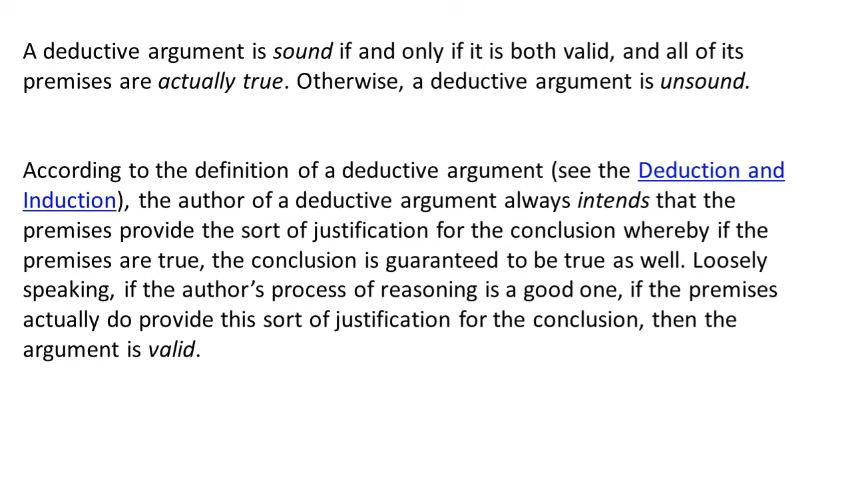 A deductive argument is sound if and only if it is both valid, and all of its
premises are actually true. Otherwise, a deductive argument is unsound.
According to the definition of a deductive argument (see the Deduction and
Induction), the author of a deductive argument always intends that the
premises provide the sort of justification for the conclusion whereby if the
premises are true, the conclusion is guaranteed to be true as well. Loosely
speaking, if the author’s process of reasoning is a good one, if the premises
actually do provide this sort of justification for the conclusion, then the
argument is valid.